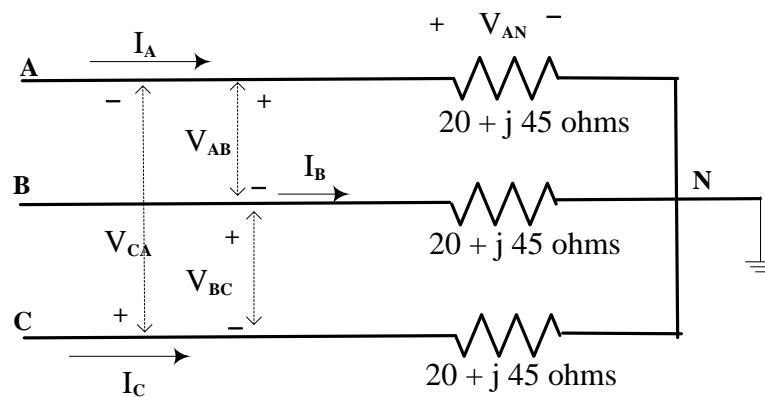 + V_AN −
I_A
A
− +
20 + j 45 ohms
V_AB
I_B
B
−
N
+
V_CA
20 + j 45 ohms
V_BC
C
+ −
20 + j 45 ohms
I_C